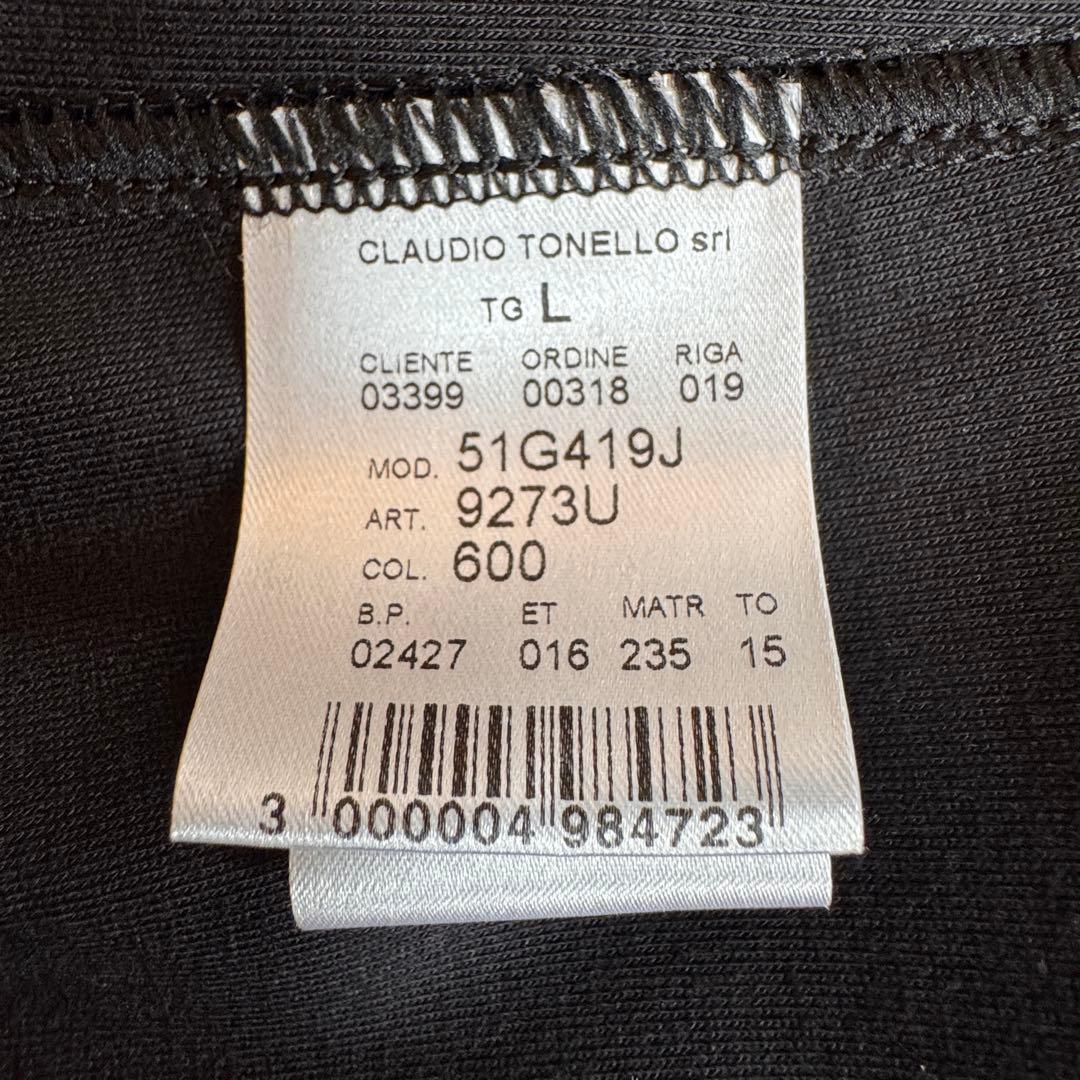 CLAUDIO TONELLO srl
TG L
CLIENTE ORDINE RIGA
03399 00318 019
MOD. 51G419J
ART. 9273U
COL. 600
B.P. ET MATR TO
02427 016 235 15
3 000004 984723